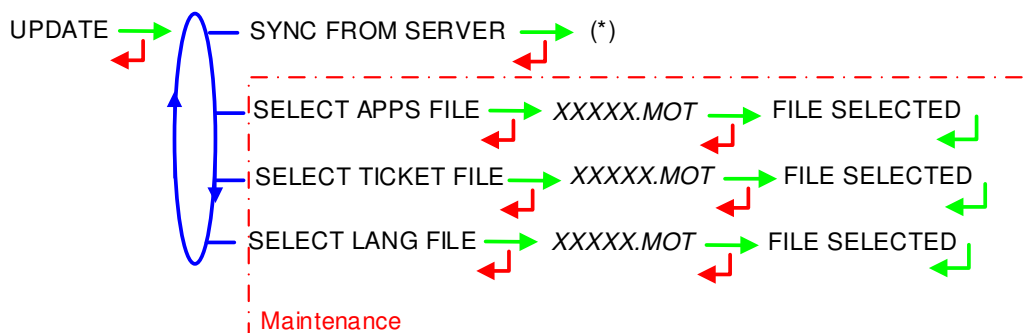 UPDATE SYNC FROM SERVER (*)
SELECT APPS FILE XXXXX.MOT FILE SELECTED
SELECT TICKET FILE XXXXX.MOT FILE SELECTED
SELECT LANG FILE XXXXX.MOT FILE SELECTED
Maintenance